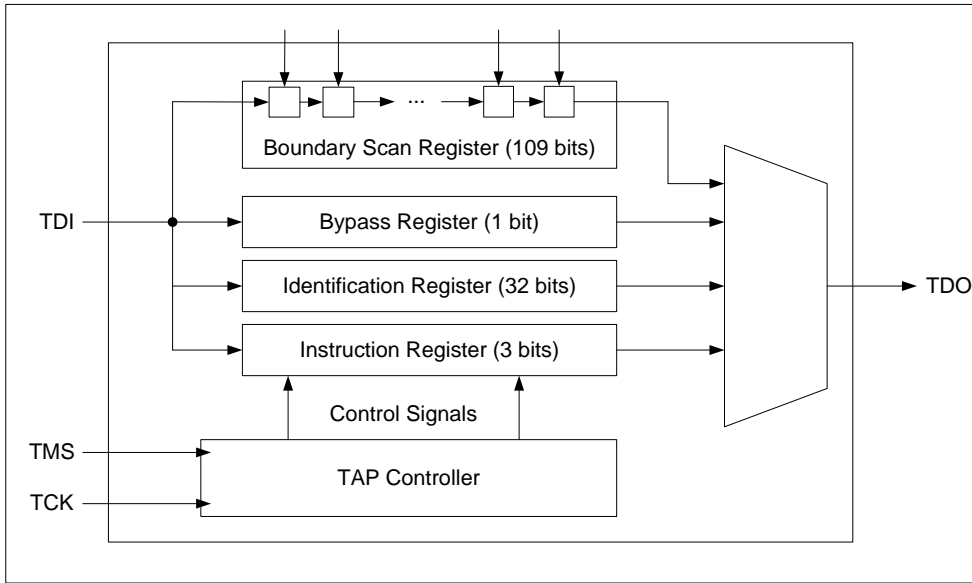 ...
Boundary Scan Register (109 bits)
TDI
Bypass Register (1 bit)
Identification Register (32 bits)
TDO
Instruction Register (3 bits)
Control Signals
TMS
TAP Controller
TCK